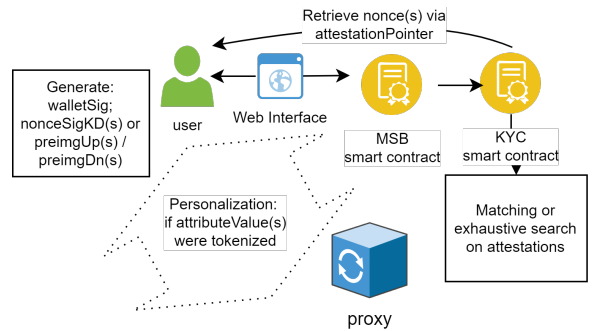 Retrieve nonce(s) via
attestationPointer
Generate:
walletSig;
nonceSigKD(s) or
preimgUp(s) /
preimgDn(s)
user
Web Interface
MSB
smart contract
KYC
smart contract
Personalization:
if attributeValue(s)
were tokenized
Matching or
exhaustive search
on attestations
proxy